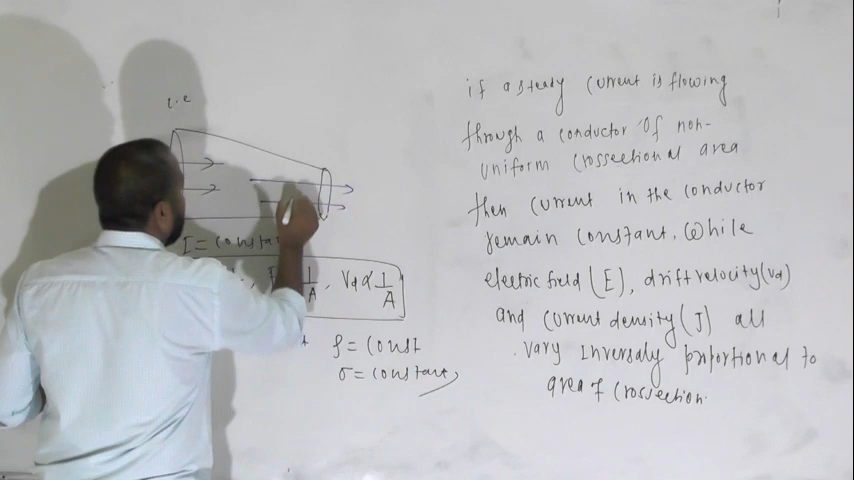 i.e
I = constant
1/A , Vd α 1/A
ρ = Const
σ = constant
if a steady current is flowing
through a conductor of non-
uniform crossectional area
then current in the conductor
remain constant. while
electric field (E), drift velocity (vd)
and current density (J) all
vary inversaly proportional to
area of crossection.